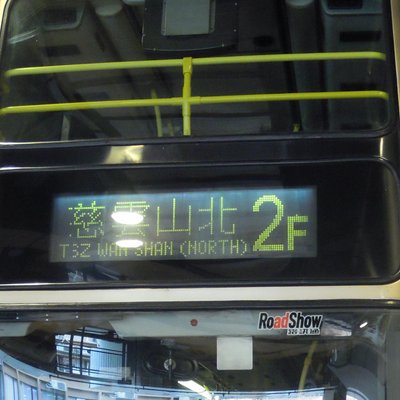 慈雲山北 2F
TSZ WAN SHAN (NORTH)
RoadShow